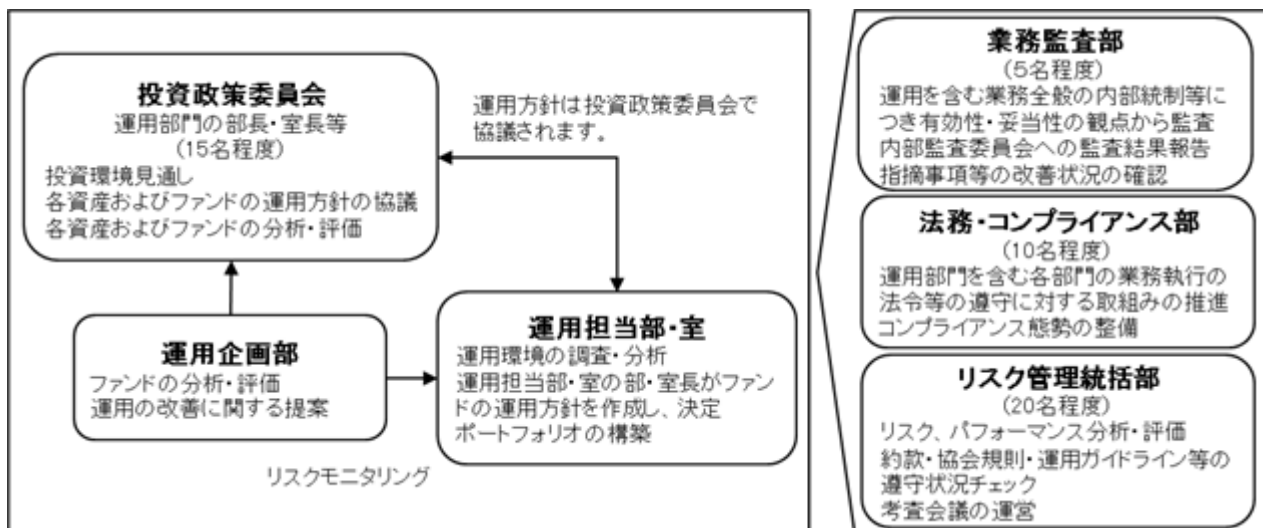 投資政策委員会
運用部門の部長・室長等
(15名程度)
投資環境見通し
各資産およびファンドの運用方針の協議
各資産およびファンドの分析・評価
運用方針は投資政策委員会で
協議されます。
運用企画部
ファンドの分析・評価
運用の改善に関する提案
運用担当部・室
運用環境の調査・分析
運用担当部・室の部・室長がファン
ドの運用方針を作成し、決定
ポートフォリオの構築
リスクモニタリング
業務監査部
(5名程度)
運用を含む業務全般の内部統制等に
つき有効性・妥当性の観点から監査
内部監査委員会への監査結果報告
指摘事項等の改善状況の確認
法務・コンプライアンス部
(10名程度)
運用部門を含む各部門の業務執行の
法令等の遵守に対する取組みの推進
コンプライアンス態勢の整備
リスク管理統括部
(20名程度)
リスク、パフォーマンス分析・評価
約款・協会規則・運用ガイドライン等の
遵守状況チェック
考査会議の運営